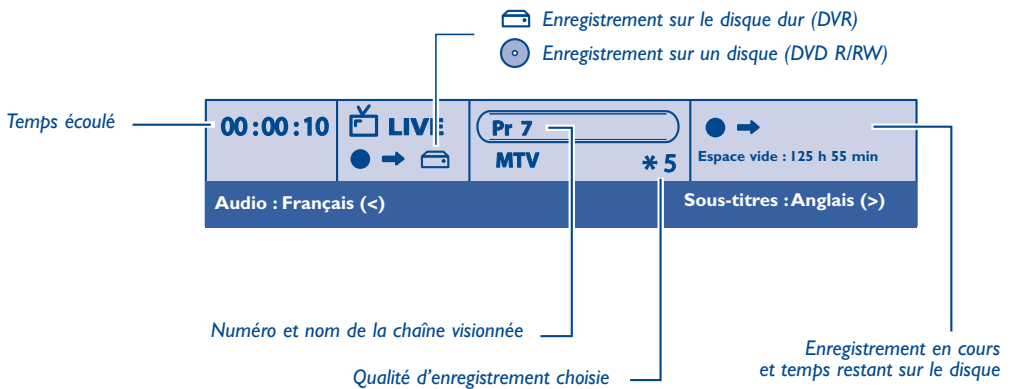 Enregistrement sur le disque dur (DVR)
Enregistrement sur un disque (DVD R/RW)
Temps écoulé
00:00:10
LIVE
Pr 7
MTV
* 5
Espace vide : 125 h 55 min
Audio : Français (<)
Sous-titres : Anglais (>)
Numéro et nom de la chaîne visionnée
Qualité d'enregistrement choisie
Enregistrement en cours
et temps restant sur le disque